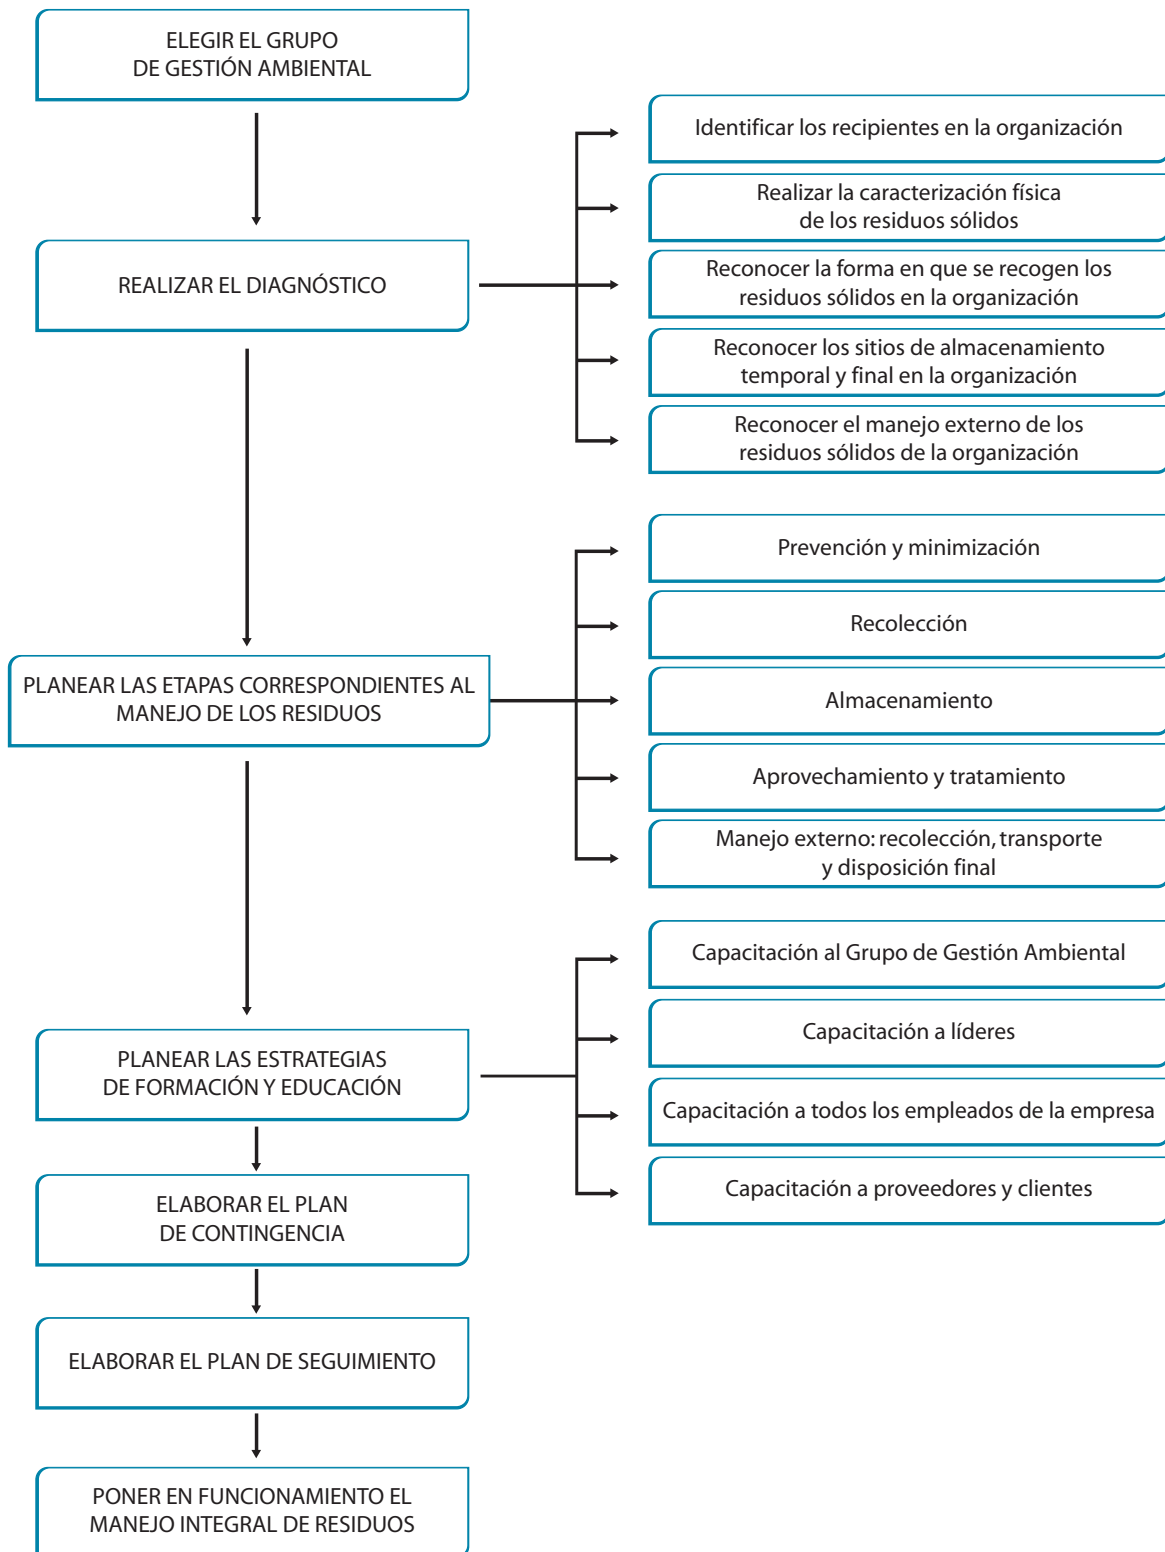 ELEGIR EL GRUPO
DE GESTIÓN AMBIENTAL
REALIZAR EL DIAGNÓSTICO
Identificar los recipientes en la organización
Realizar la caracterización física
de los residuos sólidos
Reconocer la forma en que se recogen los
residuos sólidos en la organización
Reconocer los sitios de almacenamiento
temporal y final en la organización
Reconocer el manejo externo de los
residuos sólidos de la organización
PLANEAR LAS ETAPAS CORRESPONDIENTES AL
MANEJO DE LOS RESIDUOS
Prevención y minimización
Recolección
Almacenamiento
Aprovechamiento y tratamiento
Manejo externo: recolección, transporte
y disposición final
PLANEAR LAS ESTRATEGIAS
DE FORMACIÓN Y EDUCACIÓN
Capacitación al Grupo de Gestión Ambiental
Capacitación a líderes
Capacitación a todos los empleados de la empresa
Capacitación a proveedores y clientes
ELABORAR EL PLAN
DE CONTINGENCIA
ELABORAR EL PLAN DE SEGUIMIENTO
PONER EN FUNCIONAMIENTO EL
MANEJO INTEGRAL DE RESIDUOS